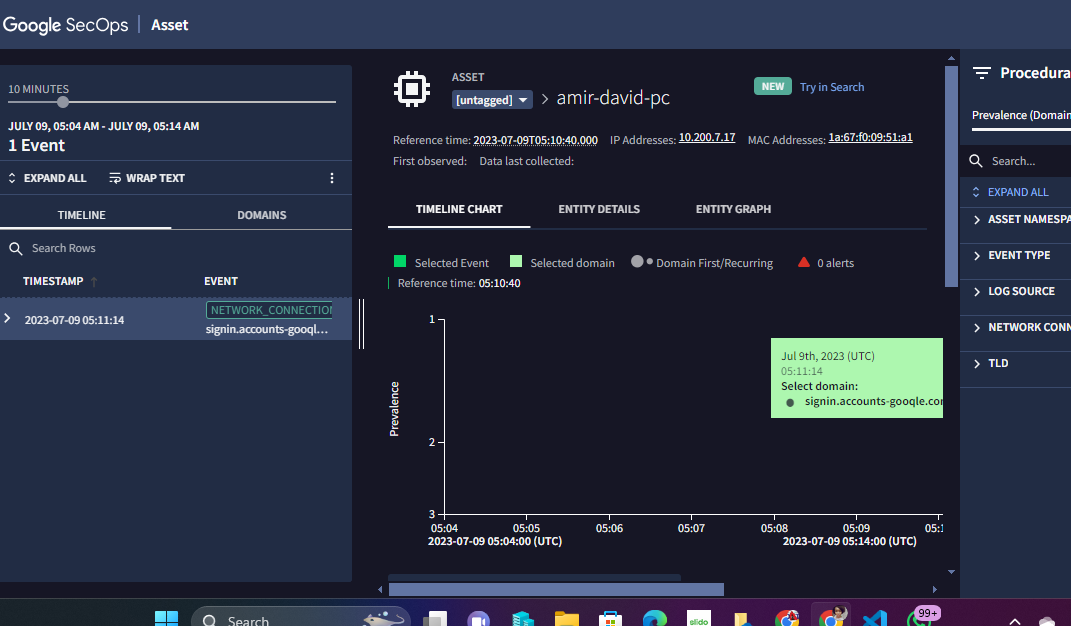 Google SecOps | Asset
10 MINUTES
JULY 09, 05:04 AM - JULY 09, 05:14 AM
1 Event
EXPAND ALL WRAP TEXT
TIMELINE DOMAINS
Search Rows
TIMESTAMP EVENT
2023-07-09 05:11:14
NETWORK_CONNECTION
signin.accounts-gooql...
ASSET
[untagged] > amir-david-pc
NEW Try in Search
Reference time: 2023-07-09T05:10:40.000 IP Addresses: 10.200.7.17 MAC Addresses: 1a:67:f0:09:51:a1
First observed: Data last collected:
TIMELINE CHART ENTITY DETAILS ENTITY GRAPH
Selected Event Selected domain Domain First/Recurring 0 alerts
Reference time: 05:10:40
Prevalence
1
2
3
Jul 9th, 2023 (UTC)
05:11:14
Select domain:
signin.accounts-gooqle.com
05:04 05:05 05:06 05:07 05:08 05:09 05:1
2023-07-09 05:04:00 (UTC) 2023-07-09 05:14:00 (UTC)
Procedura
Prevalence (Domain
Search...
EXPAND ALL
ASSET NAMESPA
EVENT TYPE
LOG SOURCE
NETWORK CONN
TLD
Search
slido
99+